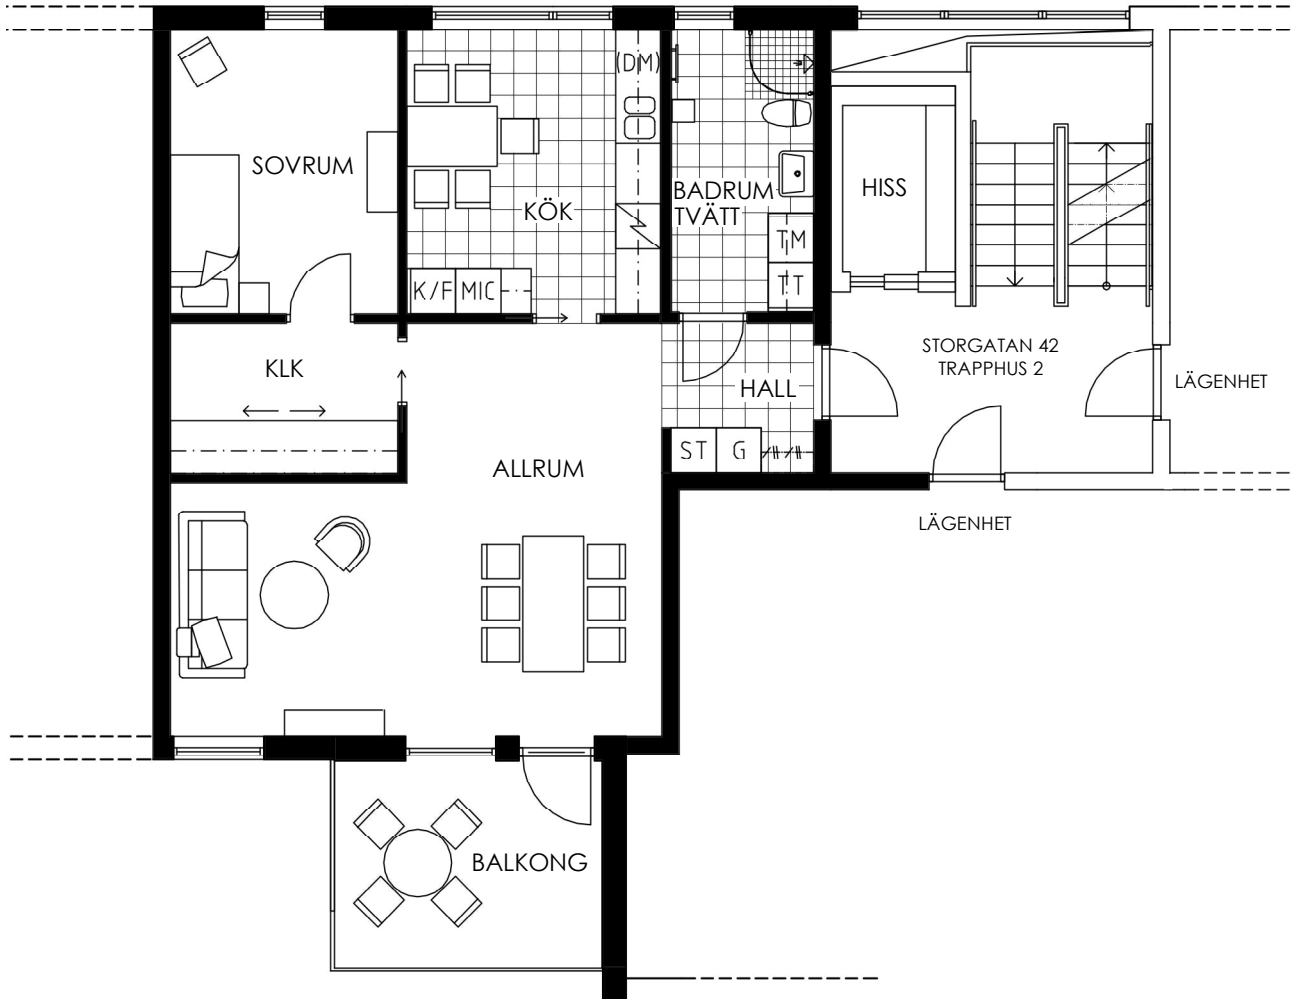 (DM)
SOVRUM
KÖK
BADRUM
TVÄTT
HISS
TM
TT
K/F
MIC
STORGATAN 42
TRAPPHUS 2
KLK
HALL
LÄGENHET
ST
G
ALLRUM
LÄGENHET
BALKONG